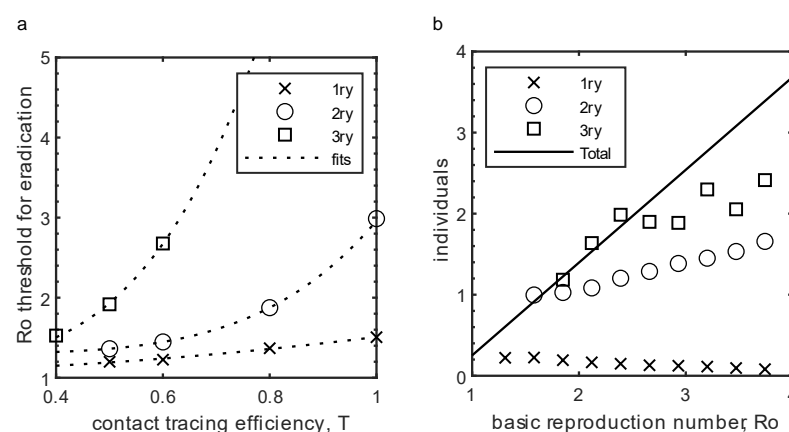 a
Ro threshold for eradication
5
4
3
2
1
0.4
0.6
0.8
1
contact tracing efficiency, T
1ry
2ry
3ry
fits
b
individuals
4
3
2
1
0
1
2
3
4
basic reproduction number, Ro
1ry
2ry
3ry
Total